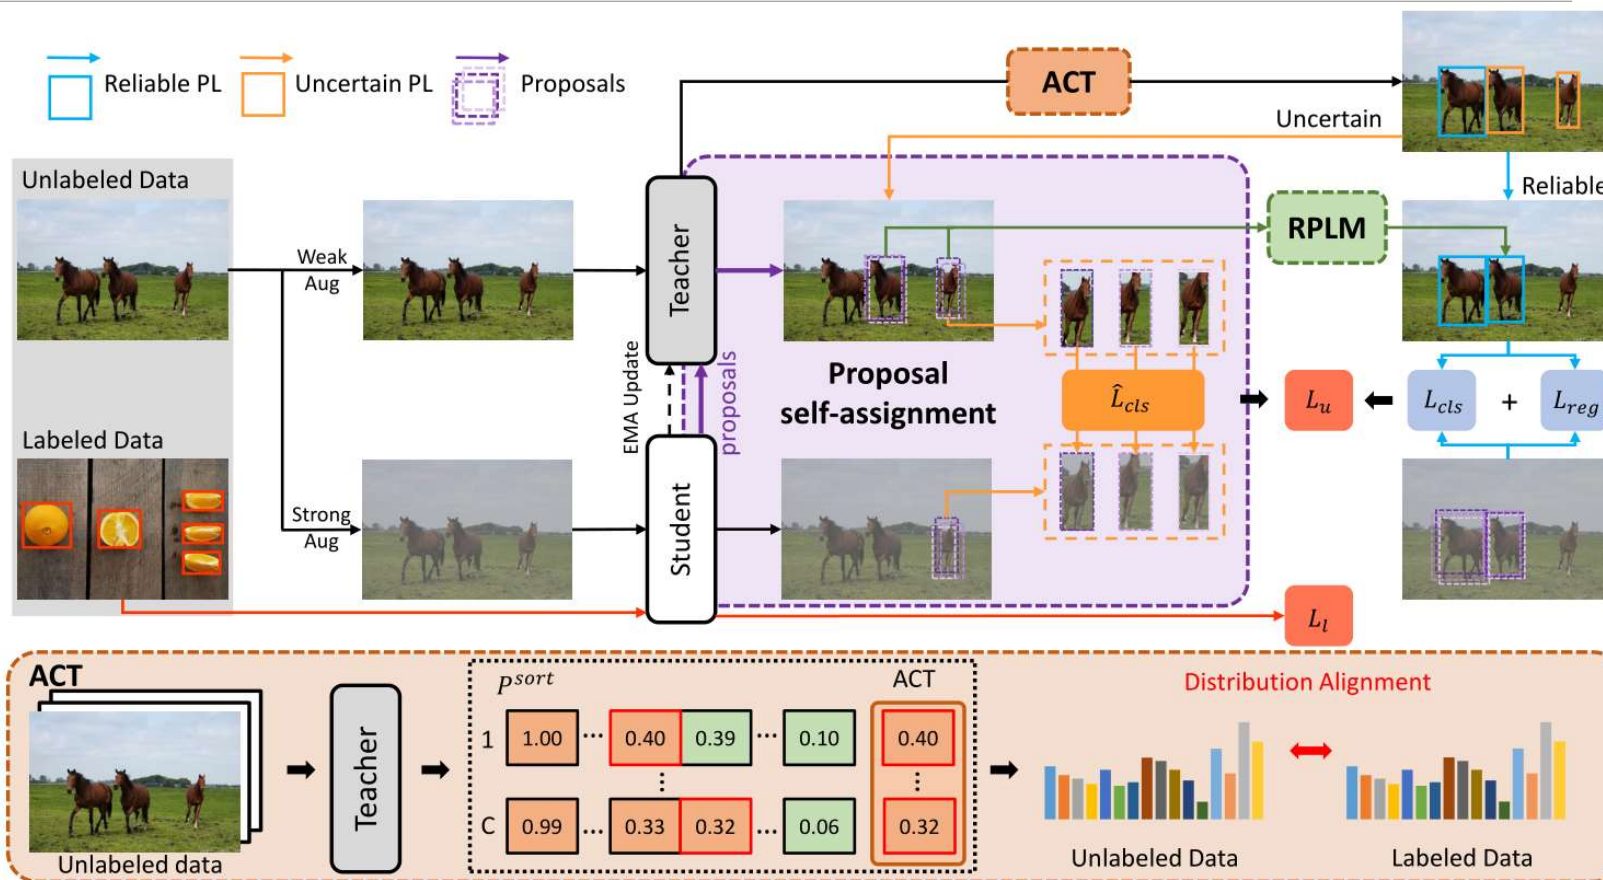 Reliable PL
Uncertain PL
Proposals
ACT
Uncertain
Unlabeled Data
Reliable
Weak
Aug
Teacher
RPLM
EMA Update
proposals
Proposal
self-assignment
L̂cls
Lu
Lcls
+
Lreg
Labeled Data
Strong
Aug
Student
Ll
ACT
Psort
ACT
Distribution Alignment
1
1.00 ... 0.40 0.39 ... 0.10
0.40
Teacher
⋮
⋮
C
0.99 ... 0.33 0.32 ... 0.06
0.32
Unlabeled data
Unlabeled Data
Labeled Data